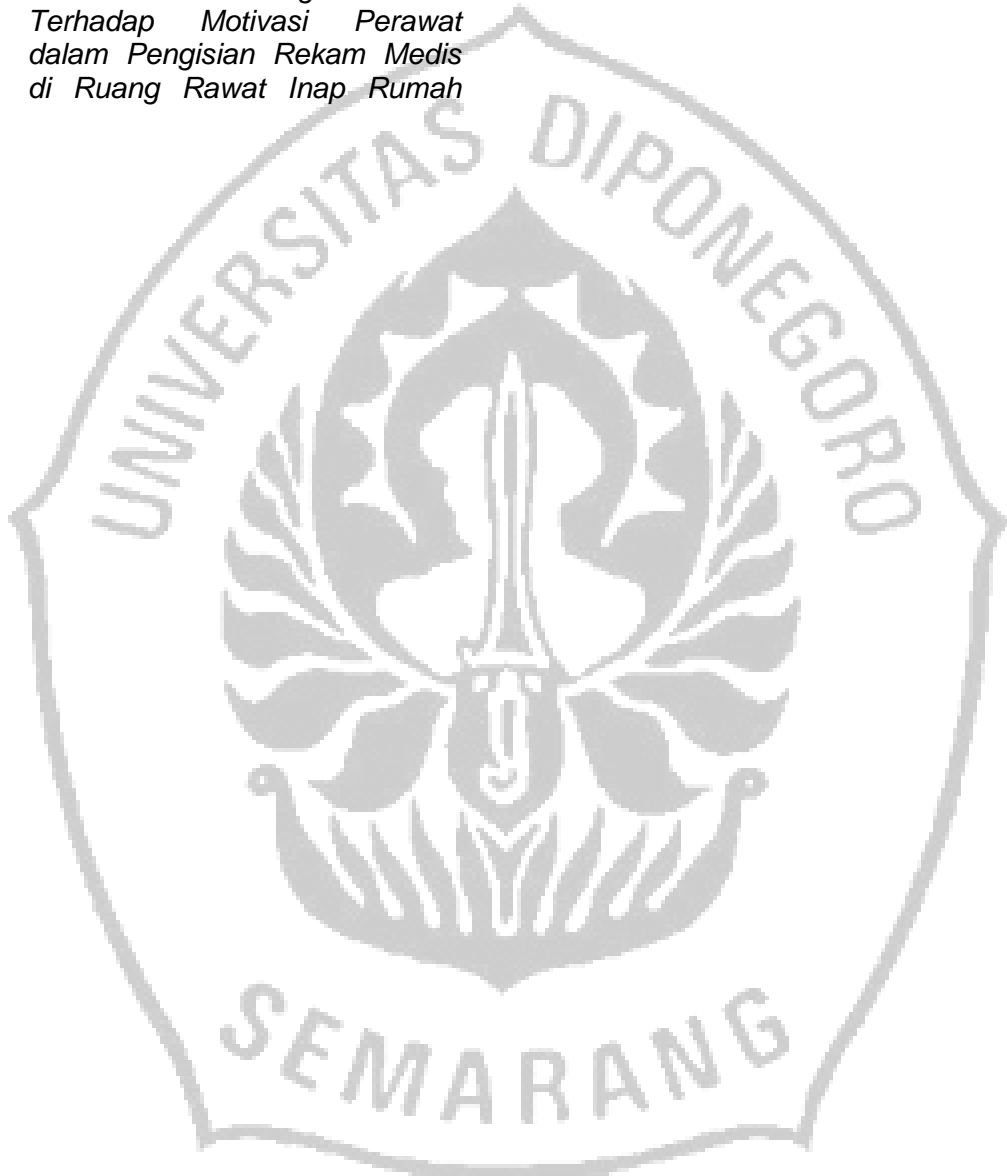 Terhadap Motivasi Perawat
dalam Pengisian Rekam Medis
di Ruang Rawat Inap Rumah
UNIVERSITAS DIPONEGORO
SEMARANG